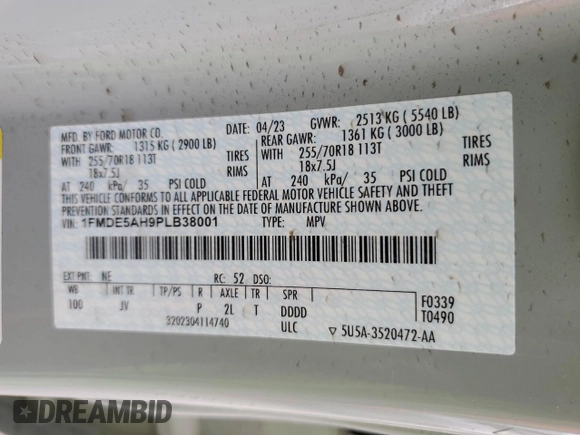 MFD. BY FORD MOTOR CO.
DATE 04/23 GVWR: 2513 KG ( 5540 LB)
FRONT GAWR: 1315 KG ( 2900 LB) REAR GAWR: 1361 KG ( 3000 LB)
WITH 255/70R18 113T TIRES WITH 255/70R18 113T TIRES
18x7.5J RIMS 18x7.5J RIMS
AT 240 kPa/ 35 PSI COLD AT 240 kPa/ 35 PSI COLD
THIS VEHICLE CONFORMS TO ALL APPLICABLE FEDERAL MOTOR VEHICLE SAFETY AND THEFT
PREVENTION STANDARDS IN EFFECT ON THE DATE OF MANUFACTURE SHOWN ABOVE.
VIN: 1FMDE5AH9PLB38001 TYPE: MPV
EXT PNT: NE RC: 52 DSO:
WB INT TR TP/PS R AXLE TR SPR
100 JV P 2L T DDDD
F0339
T0490
3202304114740 ULC ▽ 5U5A-3520472-AA
DREAMBID